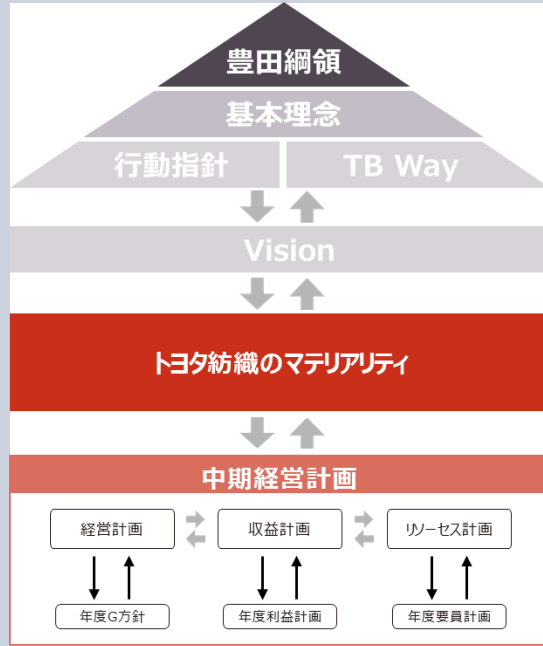 豊田綱領
基本理念
行動指針 TB Way
Vision
トヨタ紡織のマテリアリティ
中期経営計画
経営計画 収益計画 リソーセス計画
年度G方針 年度利益計画 年度要員計画